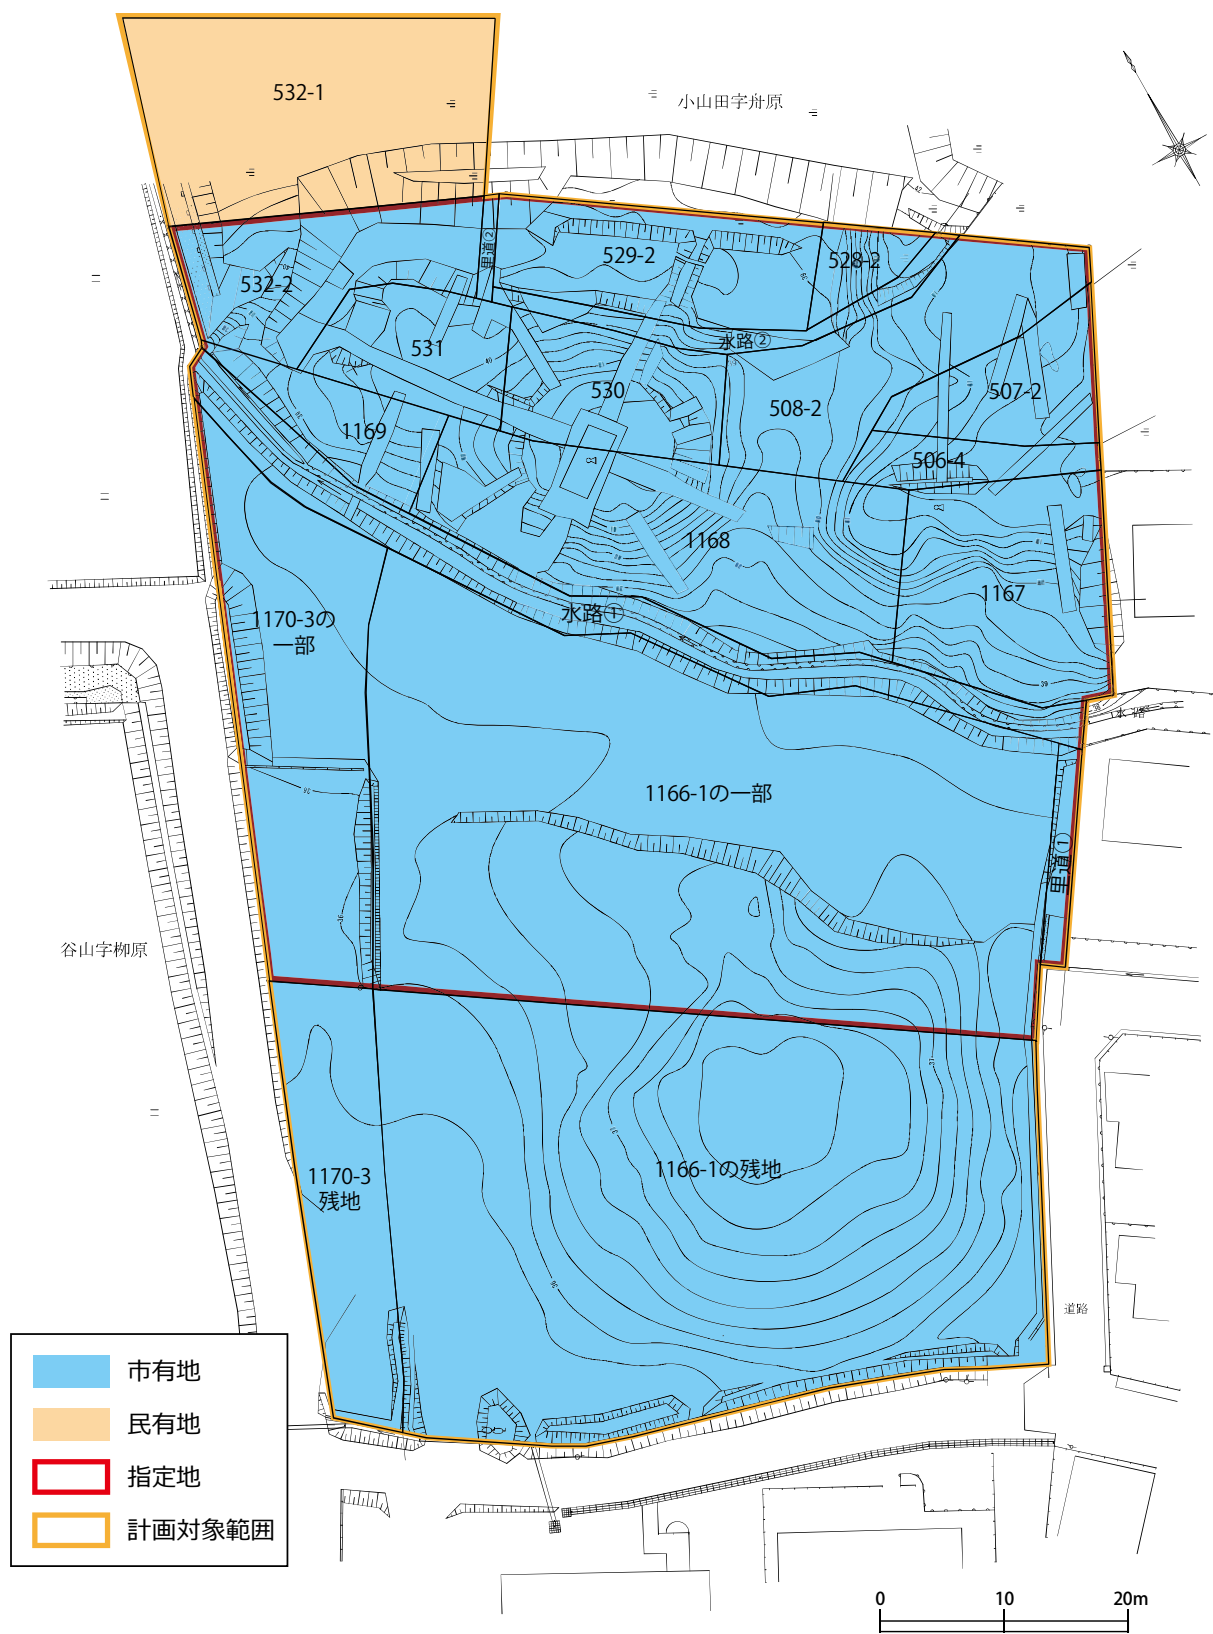 532-1
小山田字舟原
里道②
529-2
528-2
532-2
水路②
531
530
508-2
507-2
1169
506-4
1168
1167
水路①
1170-3の
一部
水路
1166-1の一部
里道①
谷山字柳原
1166-1の残地
1170-3
残地
道路
市有地
民有地
指定地
計画対象範囲
0 10 20m